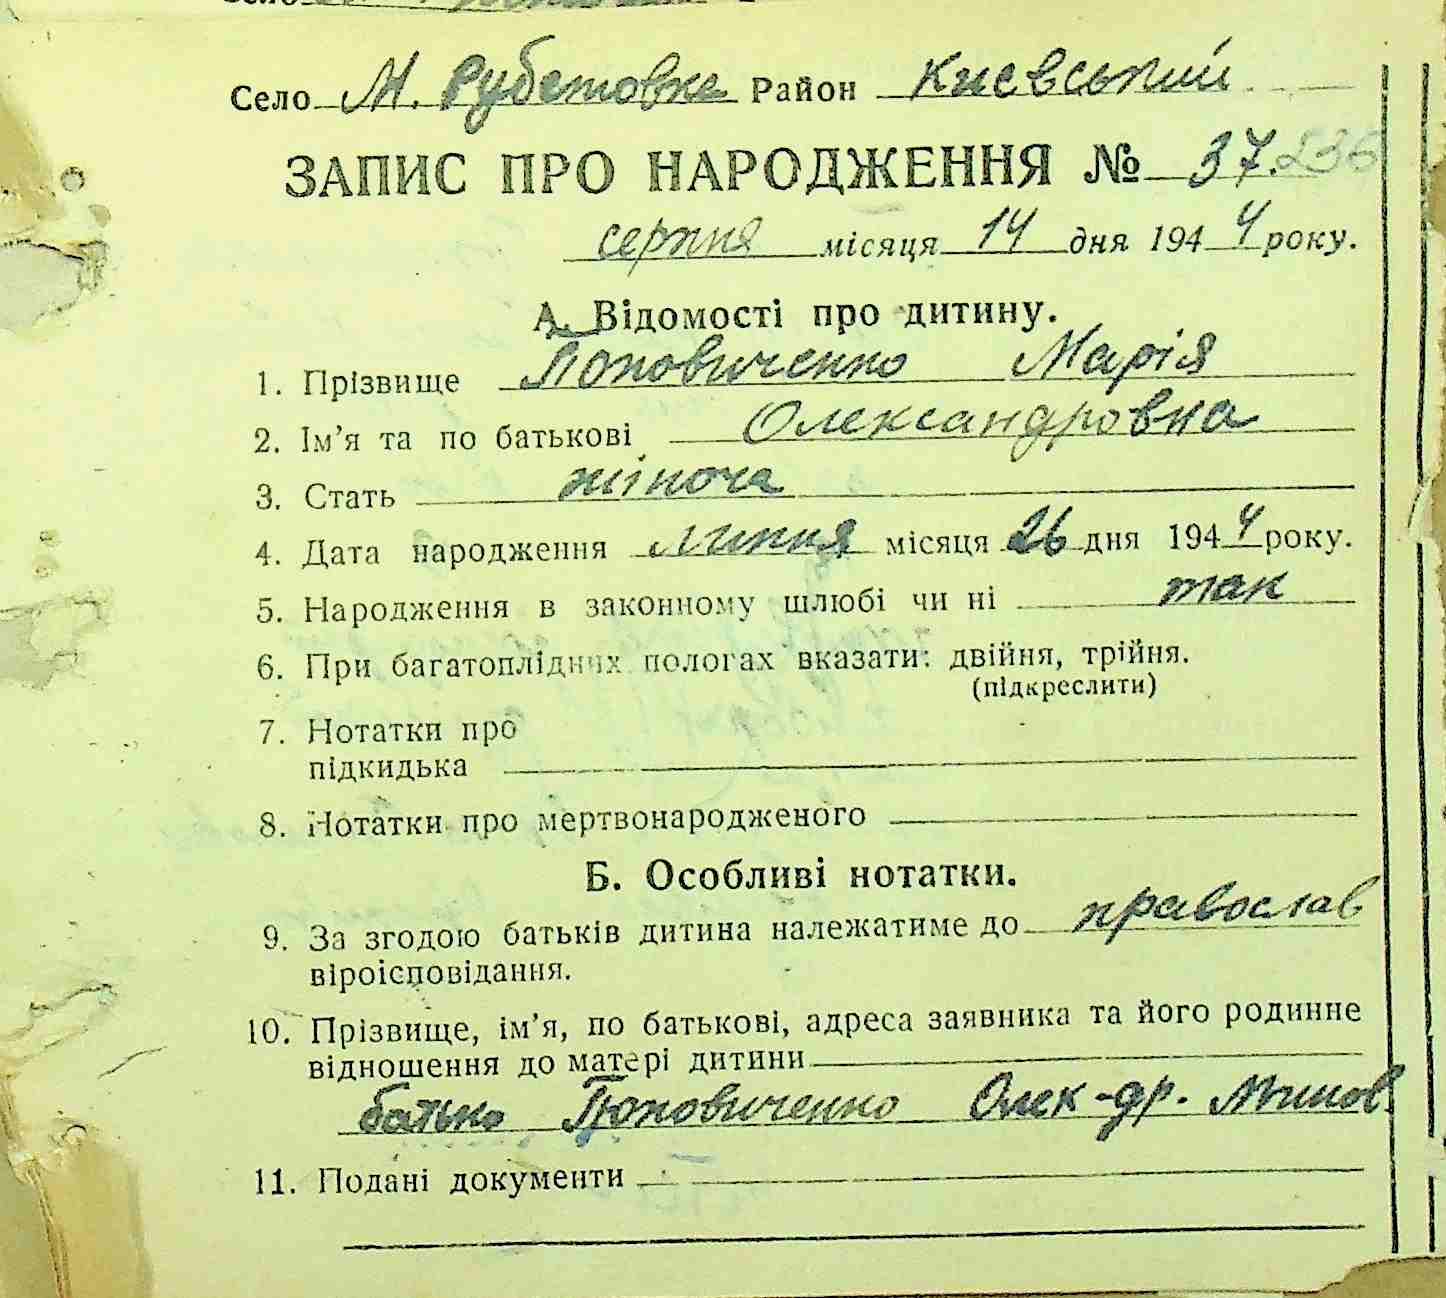 Село М. Рубетовка Район Києвський
ЗАПИС ПРО НАРОДЖЕННЯ № 37. 236
серпня місяця 14 дня 1944 року.
А. Відомості про дитину.
1. Прізвище Поповиченко Марія
2. Ім'я та по батькові Олександровна
3. Стать жіноча
4. Дата народження липня місяця 26 дня 1944 року.
5. Народження в законному шлюбі чи ні так
6. При багатоплідних пологах вказати: двійня, трійня.
(підкреслити)
7. Нотатки про
підкидька
8. Нотатки про мертвонародженого
Б. Особливі нотатки.
9. За згодою батьків дитина належатиме до православ
віроісповідання.
10. Прізвище, ім'я, по батькові, адреса заявника та його родинне
відношення до матері дитини
батько Поповиченко Олек-др.
11. Подані документи